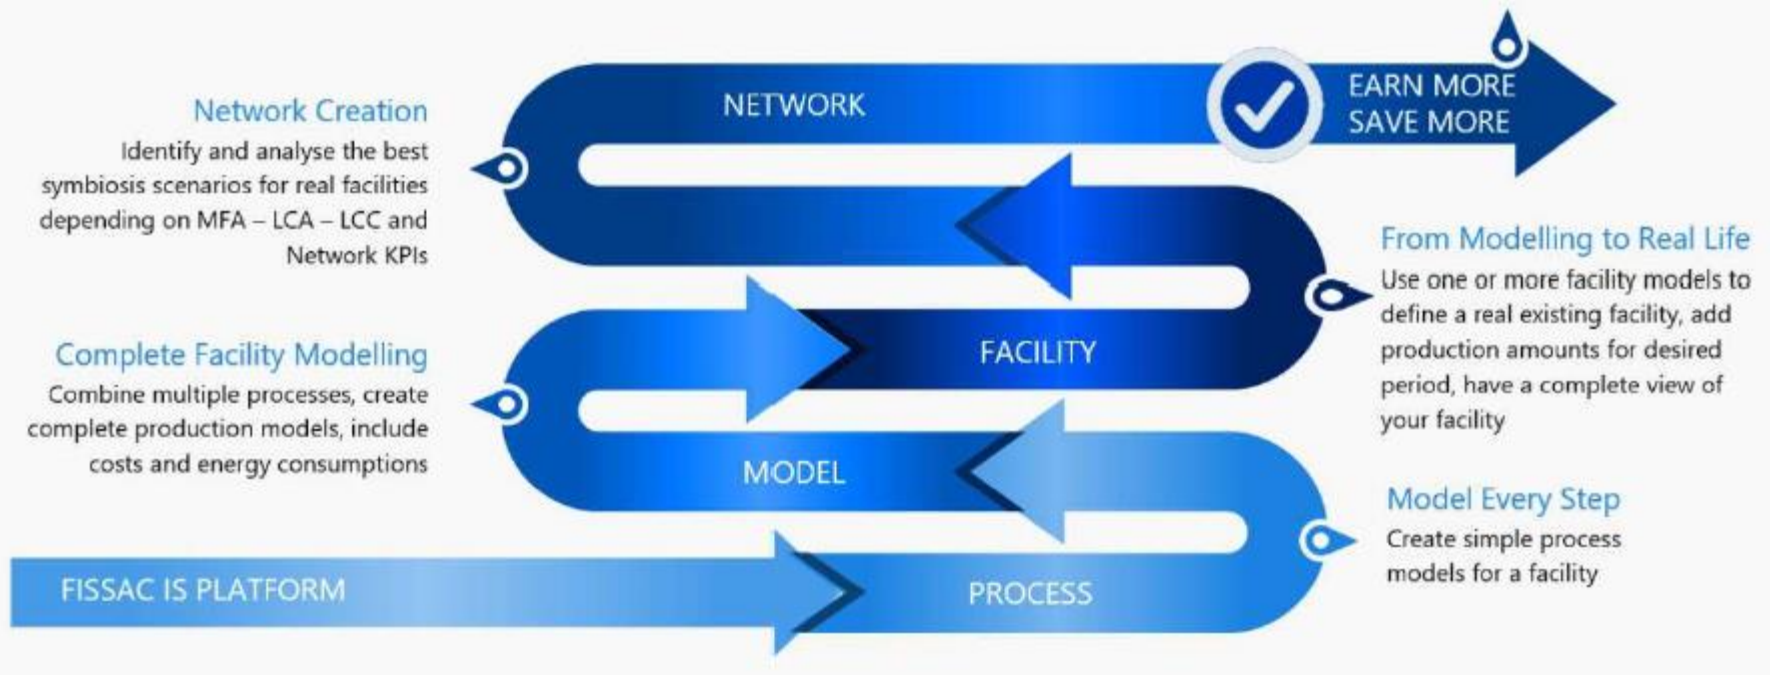 NETWORK
EARN MORE
SAVE MORE
Network Creation
Identify and analyse the best
symbiosis scenarios for real facilities
depending on MFA – LCA – LCC and
Network KPIs
From Modelling to Real Life
Use one or more facility models to
define a real existing facility, add
production amounts for desired
period, have a complete view of
your facility
FACILITY
Complete Facility Modelling
Combine multiple processes, create
complete production models, include
costs and energy consumptions
MODEL
Model Every Step
Create simple process
models for a facility
FISSAC IS PLATFORM
PROCESS